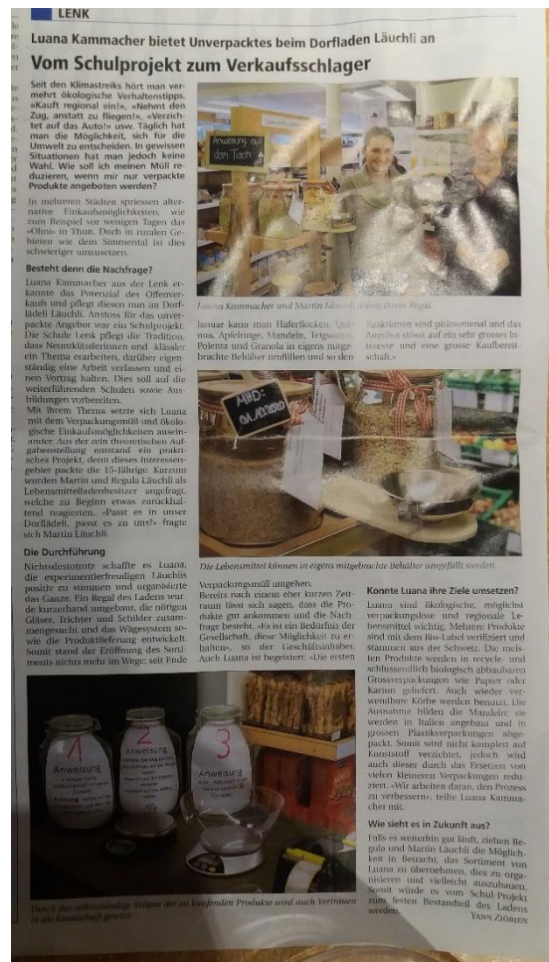 LENK
Luana Kammacher bietet Unverpacktes beim Dorfladen Läuchli an
Vom Schulprojekt zum Verkaufsschlager
Seit den Klimastreiks hört man ver-
mehrt ökologische Verhaltenstipps.
«Kauft regional ein!», «Nehmt den
Zug, anstatt zu fliegen!», «Verzich-
tet auf das Auto!» usw. Täglich hat
man die Möglichkeit, sich für die
Umwelt zu entscheiden. In gewissen
Situationen hat man jedoch keine
Wahl. Wie soll ich meinen Müll re-
duzieren, wenn mir nur verpackte
Produkte angeboten werden?
In mehreren Städten spriessen alter-
native Einkaufsmöglichkeiten, wie
zum Beispiel vor wenigen Tagen das
«Ohni» in Thun. Doch in ruralen Ge-
bieten wie dem Simmental ist dies
schwieriger umzusetzen.
Besteht denn die Nachfrage?
Luana Kammacher aus der Lenk er-
kannte das Potenzial des Offenver-
kaufs und pflegt diesen nun im Dorf-
lädeli Läuchli. Anstoss für das unver-
packte Angebot war ein Schulprojekt:
Die Schule Lenk pflegt die Tradition,
dass Neuntklässlerinnen und -klässler
ein Thema erarbeiten, darüber eigen-
ständig eine Arbeit verfassen und ei-
nen Vortrag halten. Dies soll auf die
weiterführenden Schulen sowie Aus-
bildungen vorbereiten.
Mit ihrem Thema setzte sich Luana
mit dem Verpackungsmüll und ökolo-
gische Einkaufsmöglichkeiten ausein-
ander. Aus der rein theoretischen Auf-
gabenstellung entstand ein prakti-
sches Projekt, denn dieses Interessen-
gebiet packte die 15-Jährige. Kurzum
wurden Martin und Regula Läuchli als
Lebensmittelladenbesitzer angefragt,
welche zu Beginn etwas zurückhal-
tend reagierten. «Passt es in unser
Dorflädeli, passt es zu uns?» fragte
sich Martin Läuchli.
Die Durchführung
Nichtsdestotrotz schaffte es Luana,
die experimentierfreudigen Läuchlis
positiv zu stimmen und organisierte
das Ganze. Ein Regal des Ladens wur-
de kurzerhand umgebaut, die nötigen
Gläser, Trichter und Schilder zusam-
mengesucht und das Wägesystem so-
wie die Produktlieferung entwickelt.
Somit stand der Eröffnung des Sorti-
ments nichts mehr im Wege: seit Ende
Anweisung auf
dem Tisch
Luana Kammacher und Martin Läuchli ihrem Regal.
Januar kann man Haferflocken, Qui-
noa, Apfelringe, Mandeln, Teigwaren,
Polenta und Granola in eigens mitge-
brachte Behälter umfüllen und so den
Reaktionen sind phänomenal und das
Angebot stösst auf ein sehr grosses In-
teresse und eine grosse Kaufbereit-
schaft.»
MHD:
01.10.2020
Die Lebensmittel können in eigens mitgebrachte Behälter umgefüllt werden.
Verpackungsmüll umgehen.
Bereits nach einem eher kurzen Zeit-
raum lässt sich sagen, dass die Pro-
dukte gut ankommen und die Nach-
frage besteht. «Es ist ein Bedürfnis der
Gesellschaft, diese Möglichkeit zu er-
halten», so der Geschäftsinhaber.
Auch Luana ist begeistert: «Die ersten
Konnte Luana ihre Ziele umsetzen?
Luana sind ökologische, möglichst
verpackungslose und regionale Le-
bensmittel wichtig. Mehrere Produkte
sind mit dem Bio-Label verifiziert und
stammen aus der Schweiz. Die meis-
ten Produkte werden in recycle- und
schlussendlich biologisch abbaubaren
Grossverpackungen wie Papier oder
Karton geliefert. Auch wieder ver-
wendbare Körbe werden benutzt. Die
Ausnahme bilden die Mandeln; sie
werden in Italien angebaut und in
grossen Plastikverpackungen abge-
packt. Somit wird nicht komplett auf
Kunststoff verzichtet, jedoch wird
auch dieser durch das Ersetzen von
vielen kleineren Verpackungen redu-
ziert. «Wir arbeiten daran, den Prozess
zu verbessern», teilte Luana Kamma-
cher mit.
Wie sieht es in Zukunft aus?
Falls es weiterhin gut läuft, ziehen Re-
gula und Martin Läuchli die Möglich-
keit in Betracht, das Sortiment von
Luana zu übernehmen, dies zu orga-
nisieren und vielleicht auszubauen.
Somit würde es vom Schul-Projekt
zum festen Bestandteil des Ladens
werden.
YANN ZIÖRJEN
1
Anweisung
2
Anweisung
3
Anweisung
Durch das selbstständige Wägen der zu kaufenden Produkte wird auch Vertrauen
in die Kundschaft gesetzt.